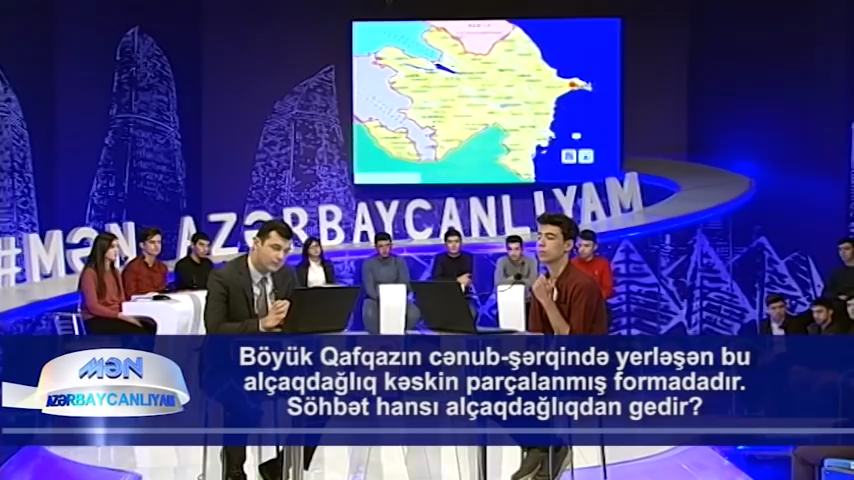 #MƏN AZƏRBAYCANLIYAM
MƏN
AZƏRBAYCANLIYAM
Böyük Qafqazın cənub-şərqində yerləşən bu
alçaqdağlıq kəskin parçalanmış formadadır.
Söhbət hansı alçaqdağlıqdan gedir?